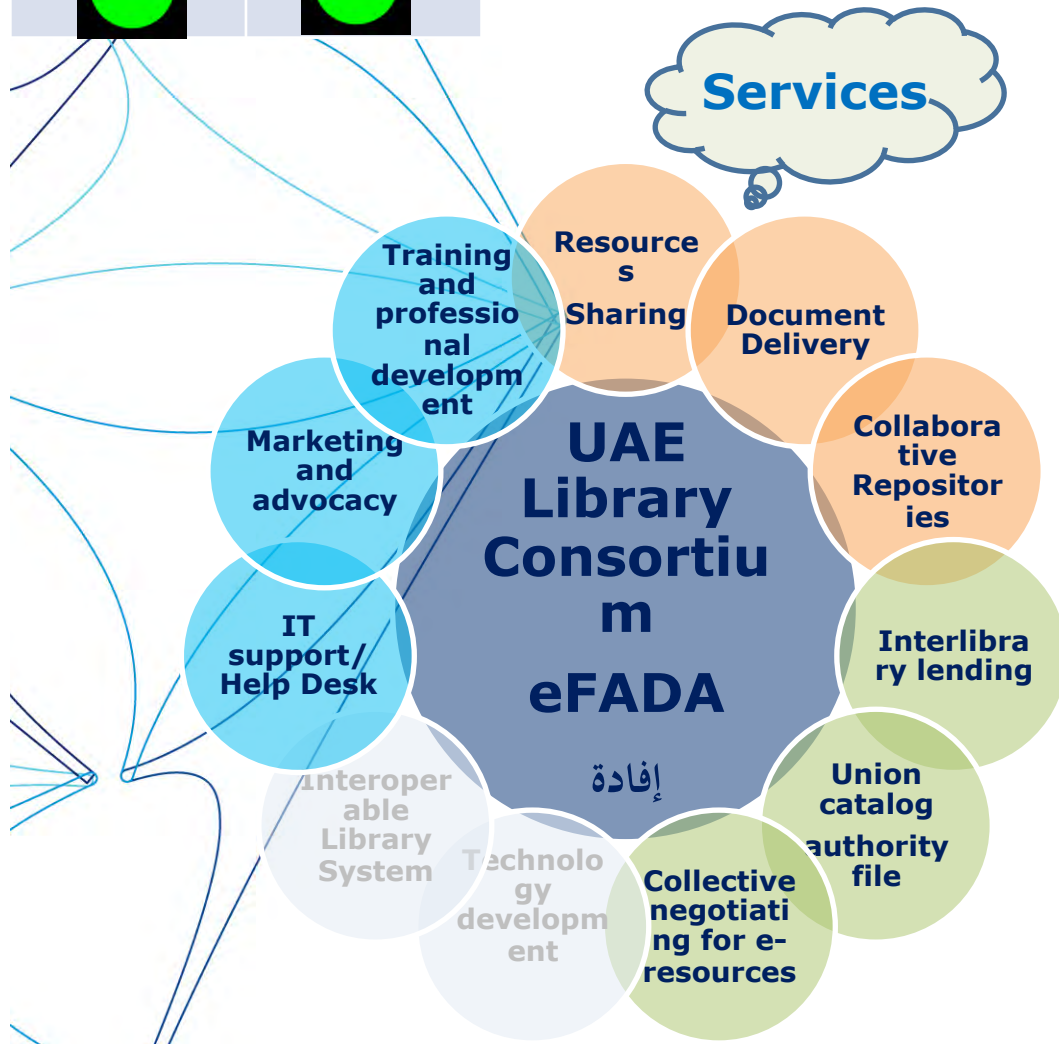 Services
Resource
s
Sharing
Document
Delivery
Collabora
tive
Repositor
ies
Interlibra
ry lending
Union
catalog
authority
file
Collective
negotiati
ng for e-
resources
Technolo
gy
developm
ent
Interoper
able
Library
System
IT
support/
Help Desk
Marketing
and
advocacy
Training
and
professio
nal
developm
ent
UAE
Library
Consortiu
m
eFADA
إفادة